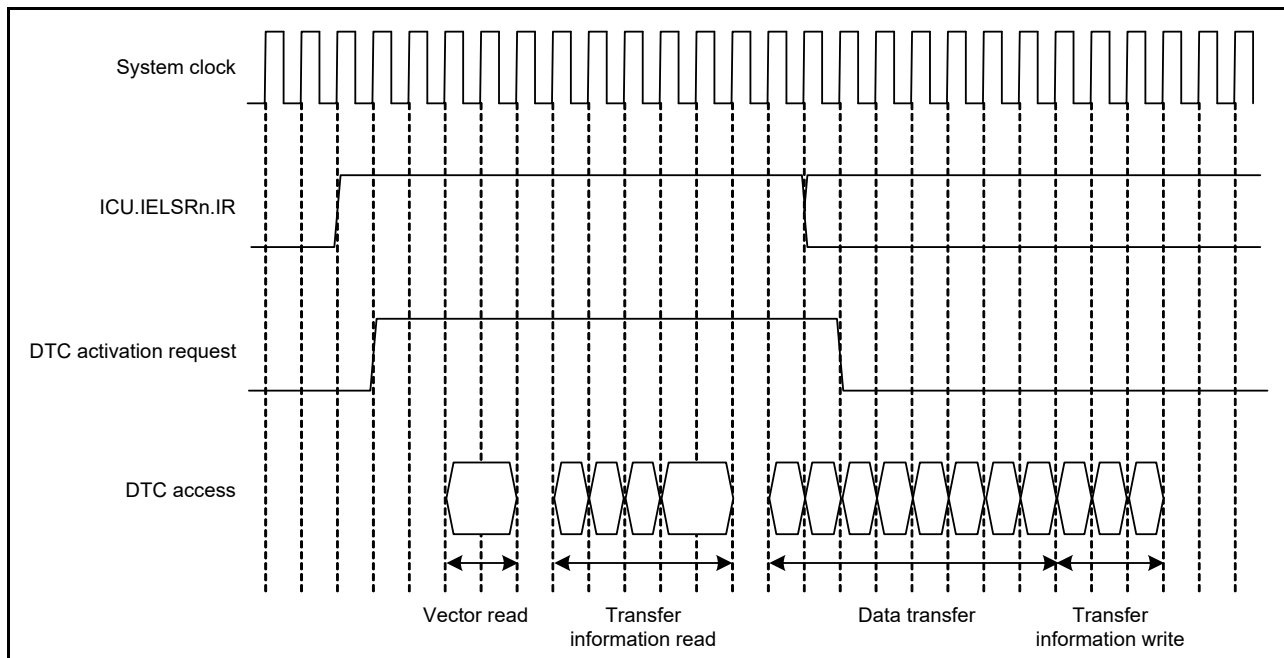 System clock
ICU.IELSRn.IR
DTC activation request
DTC access
Vector read
Transfer
information read
Data transfer
Transfer
information write